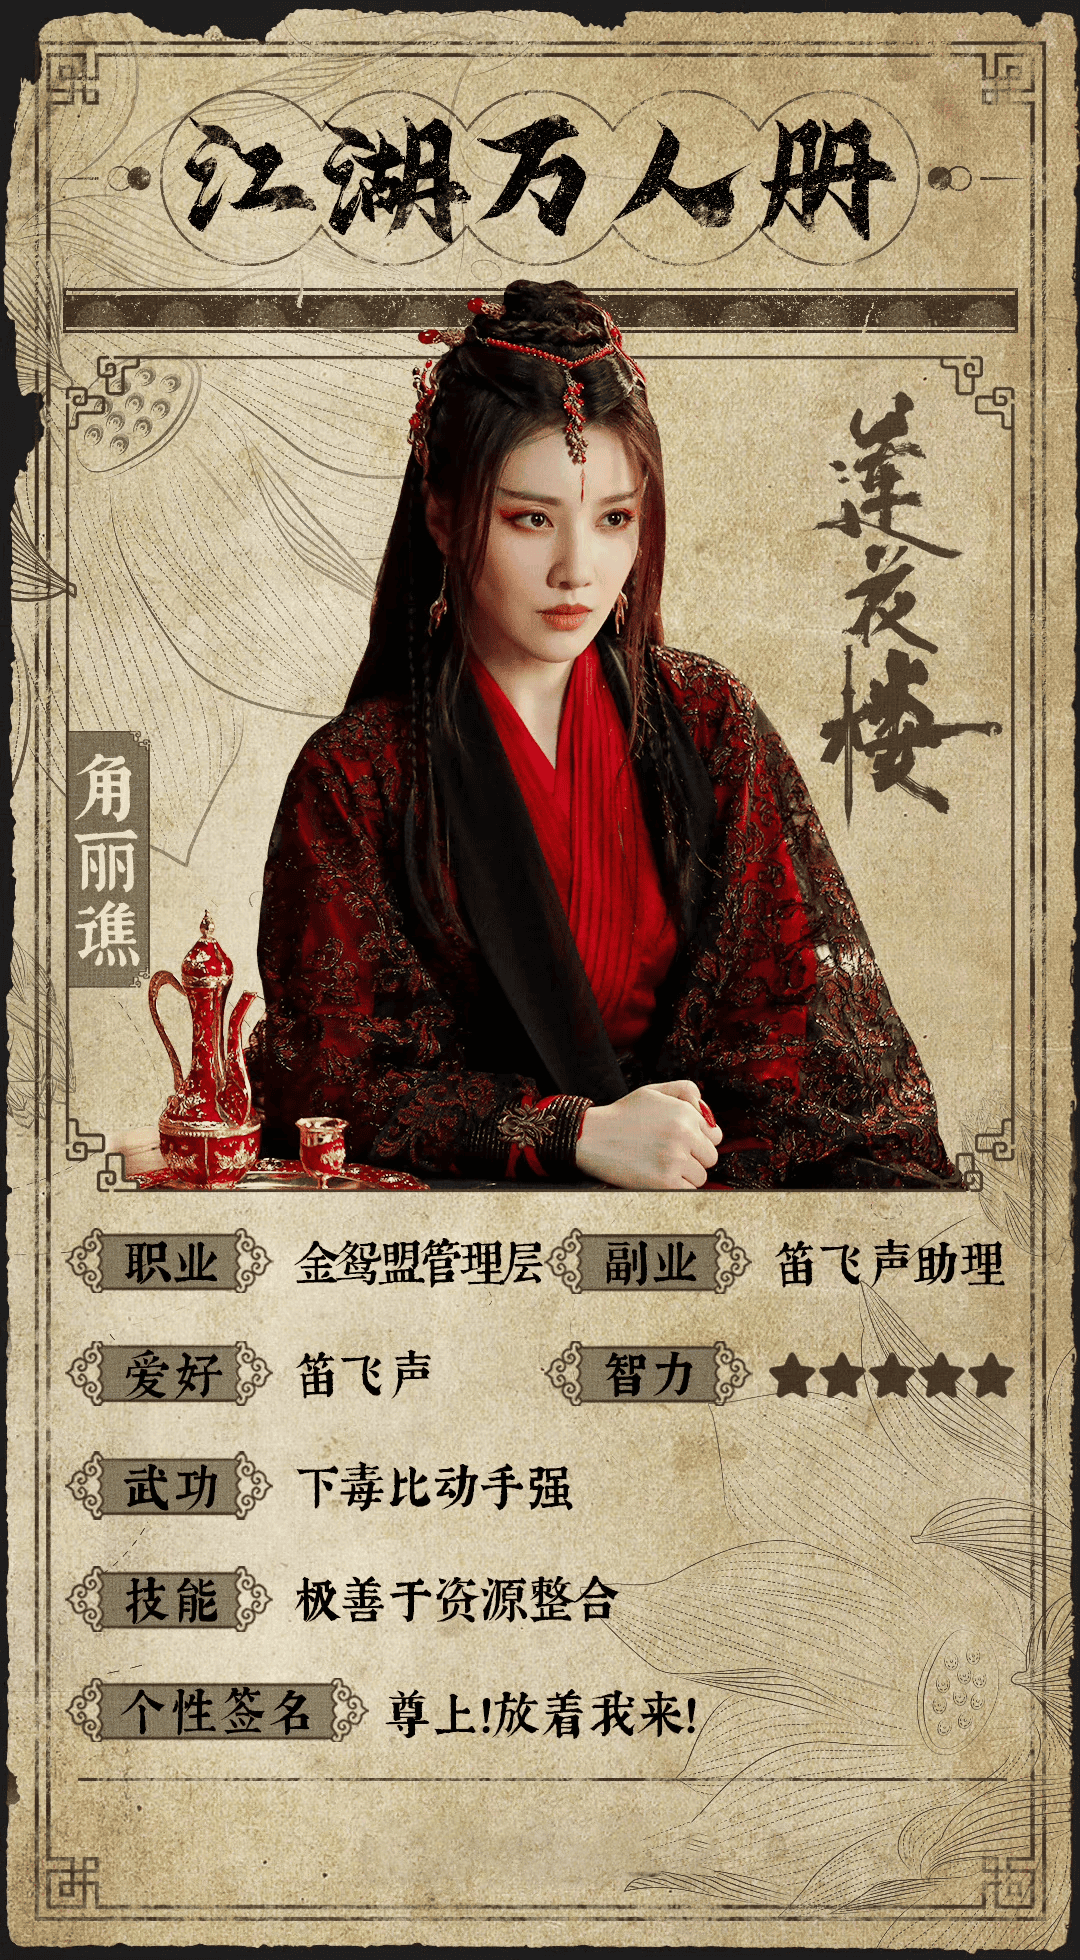 江湖万人册
莲花楼
角丽谯
职业 金鸳盟管理层 副业 笛飞声助理
爱好 笛飞声 智力 ★★★★★
武功 下毒比动手强
技能 极善于资源整合
个性签名 尊上!放着我来!